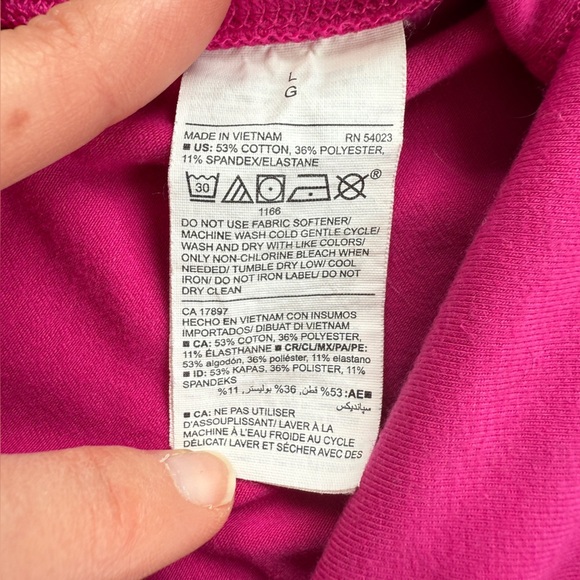 L
G
MADE IN VIETNAM RN 54023
■ US: 53% COTTON, 36% POLYESTER,
11% SPANDEX/ELASTANE
30 ®
1166
DO NOT USE FABRIC SOFTENER/
MACHINE WASH COLD GENTLE CYCLE/
WASH AND DRY WITH LIKE COLORS/
ONLY NON-CHLORINE BLEACH WHEN
NEEDED/ TUMBLE DRY LOW/ COOL
IRON/ DO NOT IRON LABEL/ DO NOT
DRY CLEAN
CA 17897
HECHO EN VIETNAM CON INSUMOS
IMPORTADOS/ DIBUAT DI VIETNAM
■ CA: 53% COTON, 36% POLYESTER,
11% ÉLASTHANNE ■ CR/CL/MX/PA/PE:
53% algodón, 36% poliéster, 11% elastano
■ ID: 53% KAPAS, 36% POLISTER, 11%
SPANDEKS
■ AE: 53% قطن, 36% بوليستر, 11%
سباندیکس
■ CA: NE PAS UTILISER
D'ASSOUPLISSANT/ LAVER À LA
MACHINE À L'EAU FROIDE AU CYCLE
DÉLICAT/ LAVER ET SÉCHER AVEC DES